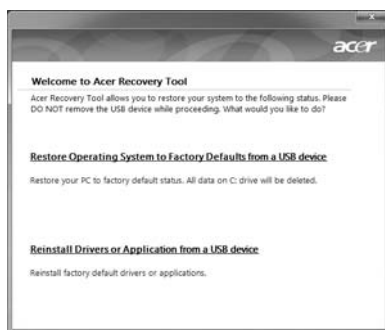 acer
Welcome to Acer Recovery Tool
Acer Recovery Tool allows you to restore your system to the following status. Please
DO NOT remove the USB device while proceeding. What would you like to do?
Restore Operating System to Factory Defaults from a USB device
Restore your PC to factory default status. All data on C: drive will be deleted.
Reinstall Drivers or Application from a USB device
Reinstall factory default drivers or applications.